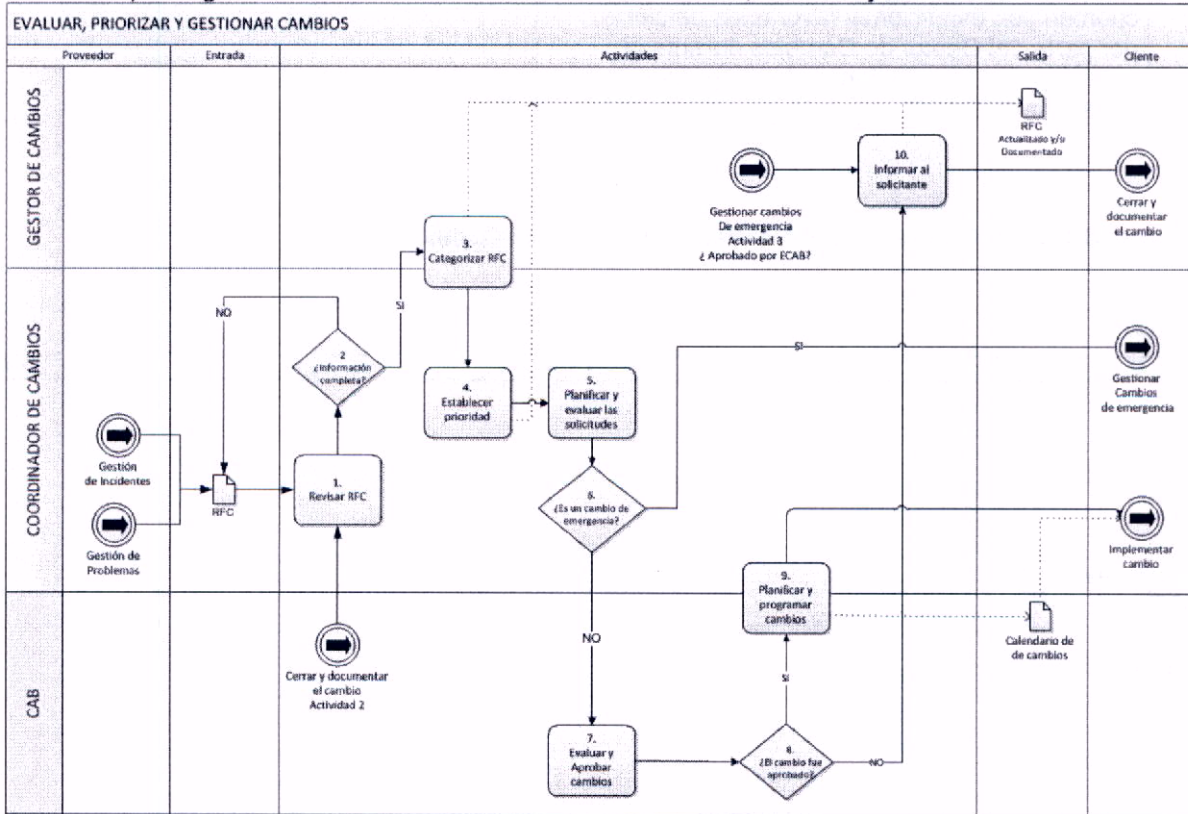 EVALUAR, PRIORIZAR Y GESTIONAR CAMBIOS
Proveedor
Entrada
Actividades
Salida
Cliente
GESTOR DE CAMBIOS
3.
Categorizar RFC
Gestionar cambios
De emergencia
Actividad 3
¿ Aprobado por ECAB?
10.
Informar al
solicitante
RFC
Actualizado y/o
Documentado
Cerrar y
documentar
el cambio
COORDINADOR DE CAMBIOS
Gestión
de Incidentes
Gestión de
Problemas
RFC
NO
1.
Revisar RFC
2
¿Información
completa?
SI
4.
Establecer
prioridad
5.
Planificar y
evaluar las
solicitudes
6.
¿Es un cambio de
emergencia?
SI
Gestionar
Cambios
de emergencia
9.
Planificar y
programar
cambios
Implementar
cambio
CAB
Cerrar y documentar
el cambio
Actividad 2
NO
7.
Evaluar y
Aprobar
cambios
8.
¿El cambio fue
aprobado?
SI
NO
Calendario de
de cambios